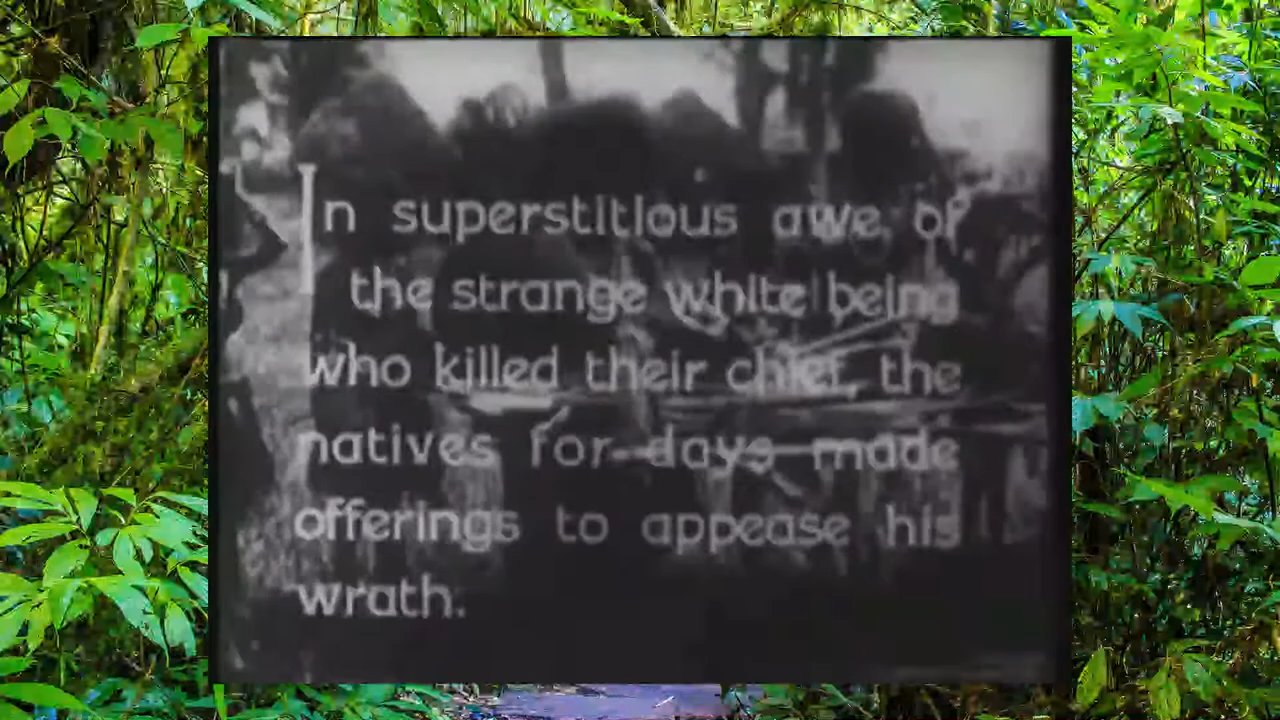 In superstitious awe of
the strange white being
who killed their chief, the
natives for days made
offerings to appease his
wrath.